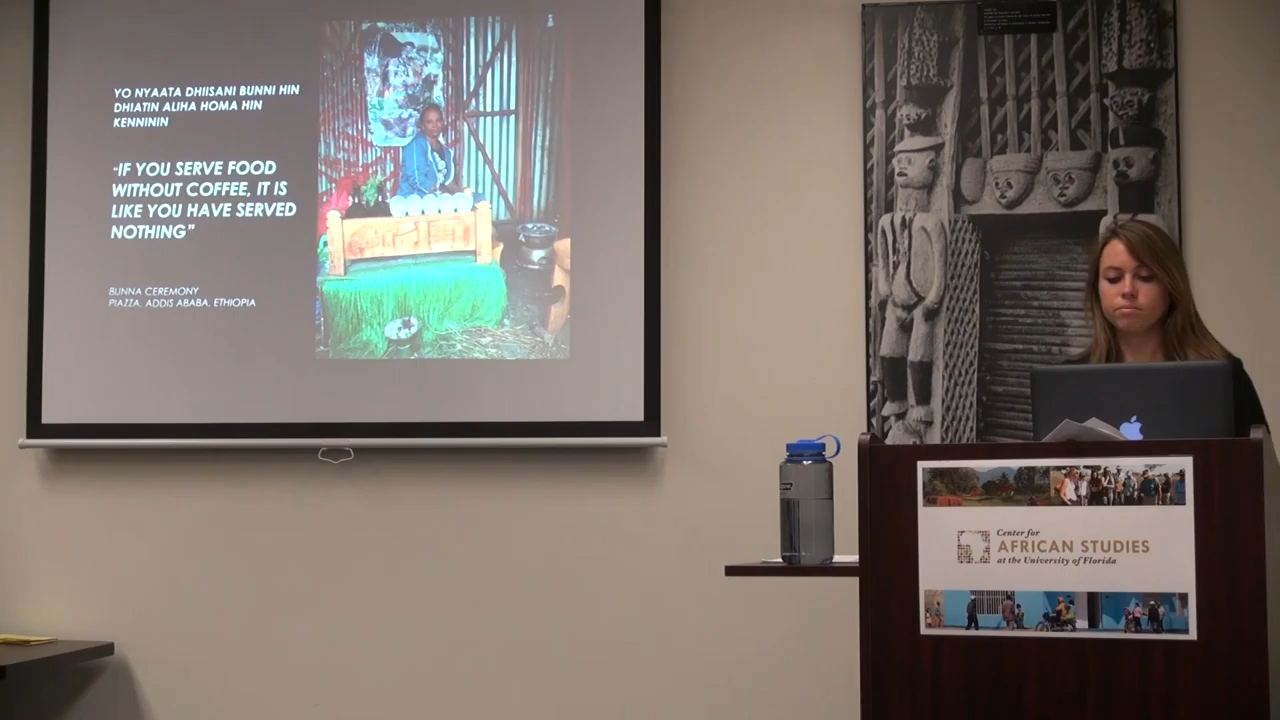 YO NYAATA DHIISANI BUNNI HIN
DHIATIN ALIHA HOMA HIN
KENNININ
"IF YOU SERVE FOOD
WITHOUT COFFEE, IT IS
LIKE YOU HAVE SERVED
NOTHING"
BUNNA CEREMONY
PIAZZA, ADDIS ABABA, ETHIOPIA
Center for
AFRICAN STUDIES
at the University of Florida